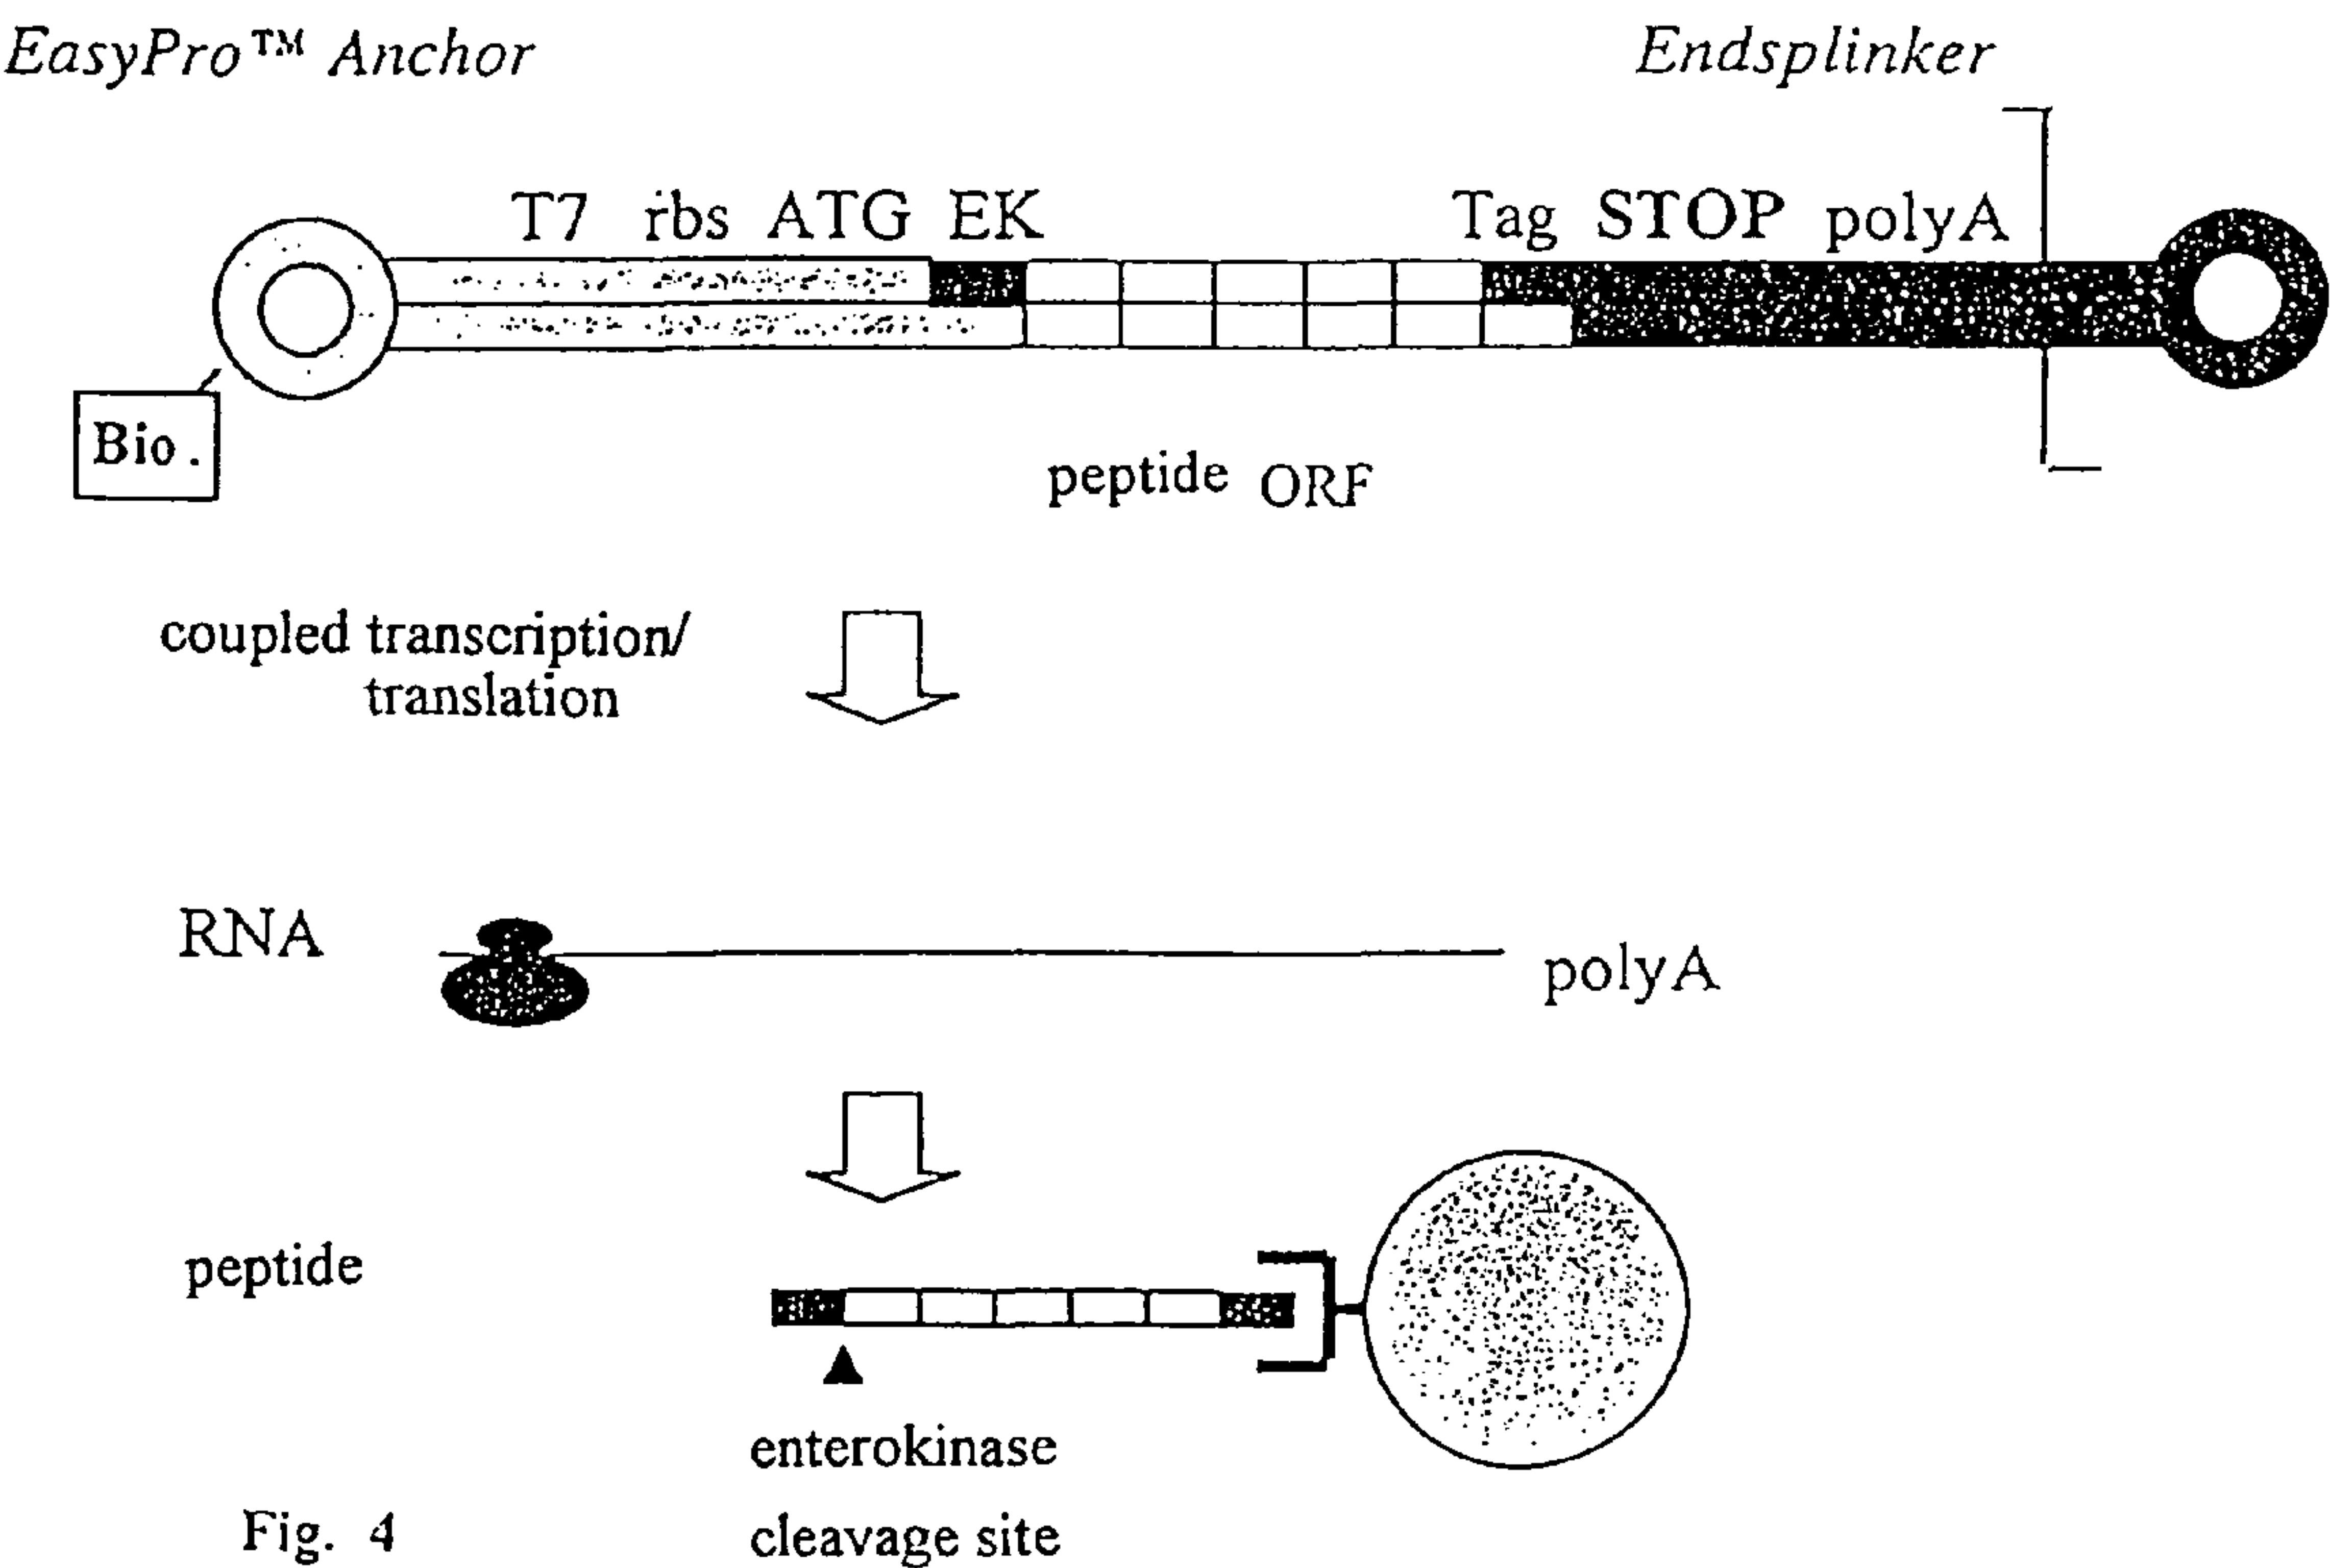 EasyPro™ Anchor
Endsplinker
T7 rbs ATG EK
Tag STOP polyA
Bio.
peptide ORF
coupled transcription/
translation
RNA
polyA
peptide
enterokinase
cleavage site
Fig. 4